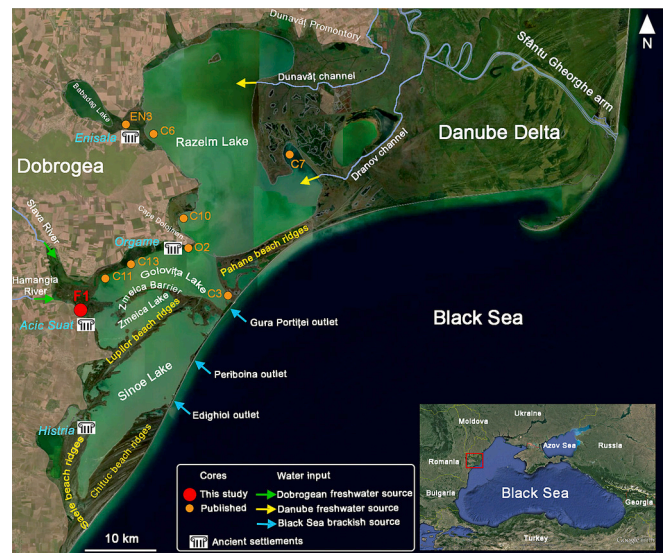 Dunavăț Promontory
N
Sfântu Gheorghe arm
Dunavăț channel
Babadag Lake
EN3
C6
Enisala
Razelm Lake
Danube Delta
C7
Dranov channel
Dobrogea
Slava River
Cape Dolojman
C10
Orgame
O2
C13
C11
Golovița Lake
Pahane beach ridges
Hamangia
River
F1
Zmeica Barrier
Zmeica Lake
C3
Acic Suat
Lupilor beach ridges
Gura Portiței outlet
Black Sea
Sinoe Lake
Periboina outlet
Edighiol outlet
Histria
Saele beach ridges
Chituc beach ridges
10 km
Cores
This study
Published
Water input
Dobrogean freshwater source
Danube freshwater source
Black Sea brackish source
Ancient settlements
Ukraine
Moldova
Azov Sea
Russia
Romania
Bulgaria
Black Sea
Georgia
Turkey
Google earth